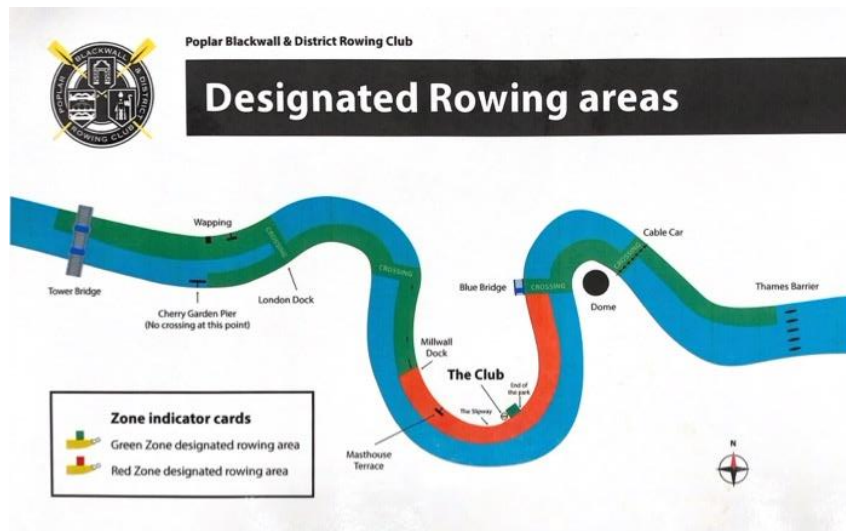 Poplar Blackwall & District Rowing Club
POPLAR BLACKWALL & DISTRICT
ROWING CLUB
Designated Rowing areas
Wapping
CROSSING
Tower Bridge
Cherry Garden Pier
(No crossing at this point)
London Dock
CROSSING
Blue Bridge
CROSSING
CROSSING
Cable Car
Dome
Thames Barrier
Millwall
Dock
The Club
End of
the park
The Slipway
Masthouse
Terrace
Zone indicator cards
Green Zone designated rowing area
Red Zone designated rowing area
N